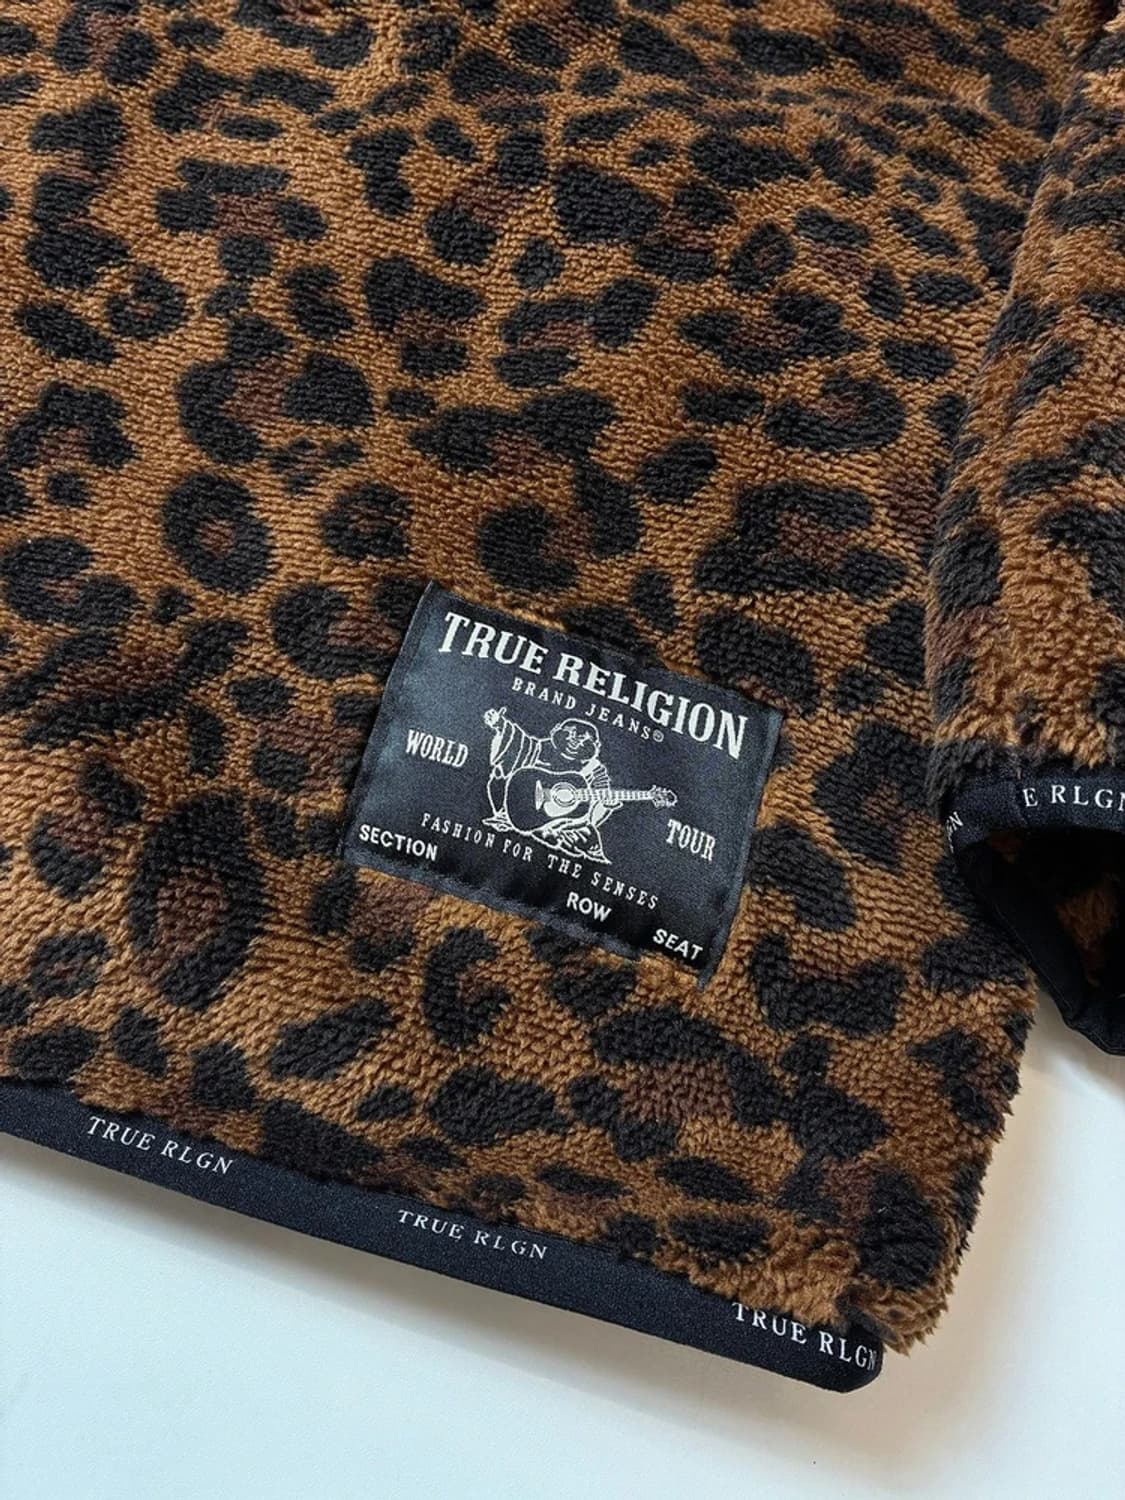 TRUE RELIGION
BRAND JEANS®
WORLD TOUR
FASHION FOR THE SENSES
SECTION ROW SEAT
E RLGN
GN
TRUE RLGN
TRUE RLGN
TRUE RLGN